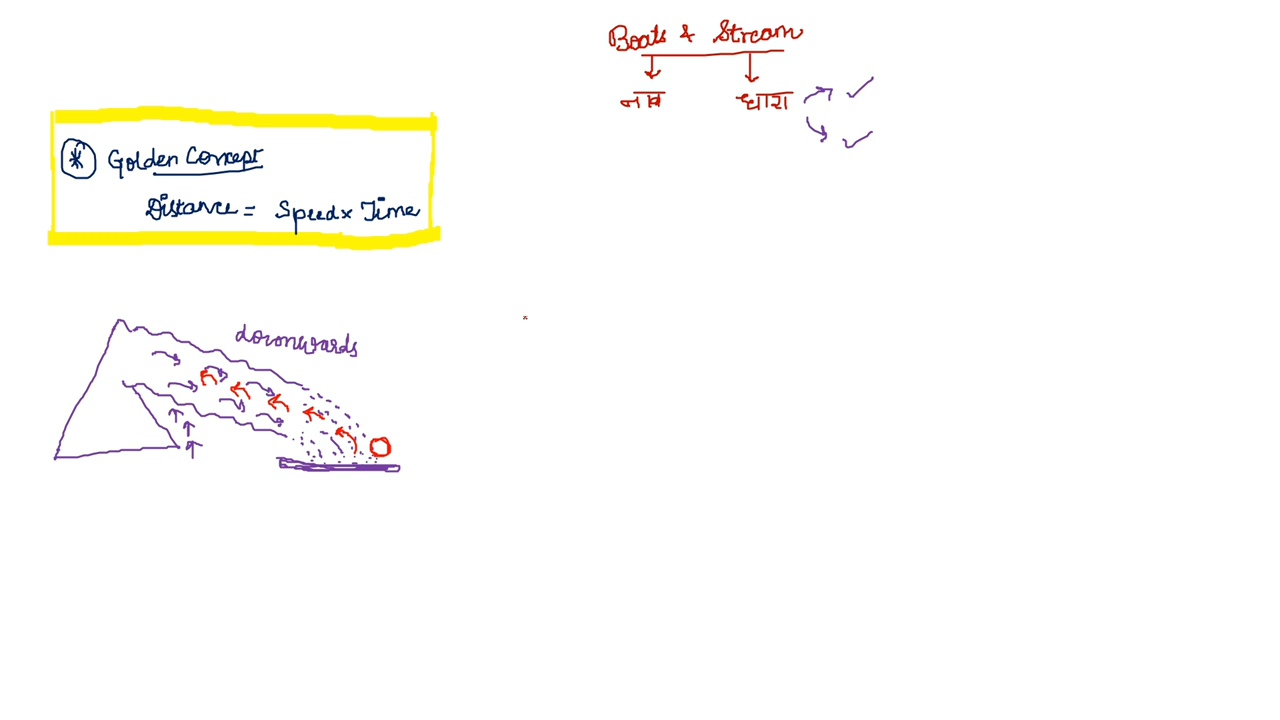 Boats & Stream
नाव धारा
* Golden Concept
Distance = Speed x Time
downwards